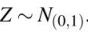 Z ∼ N(0,1).